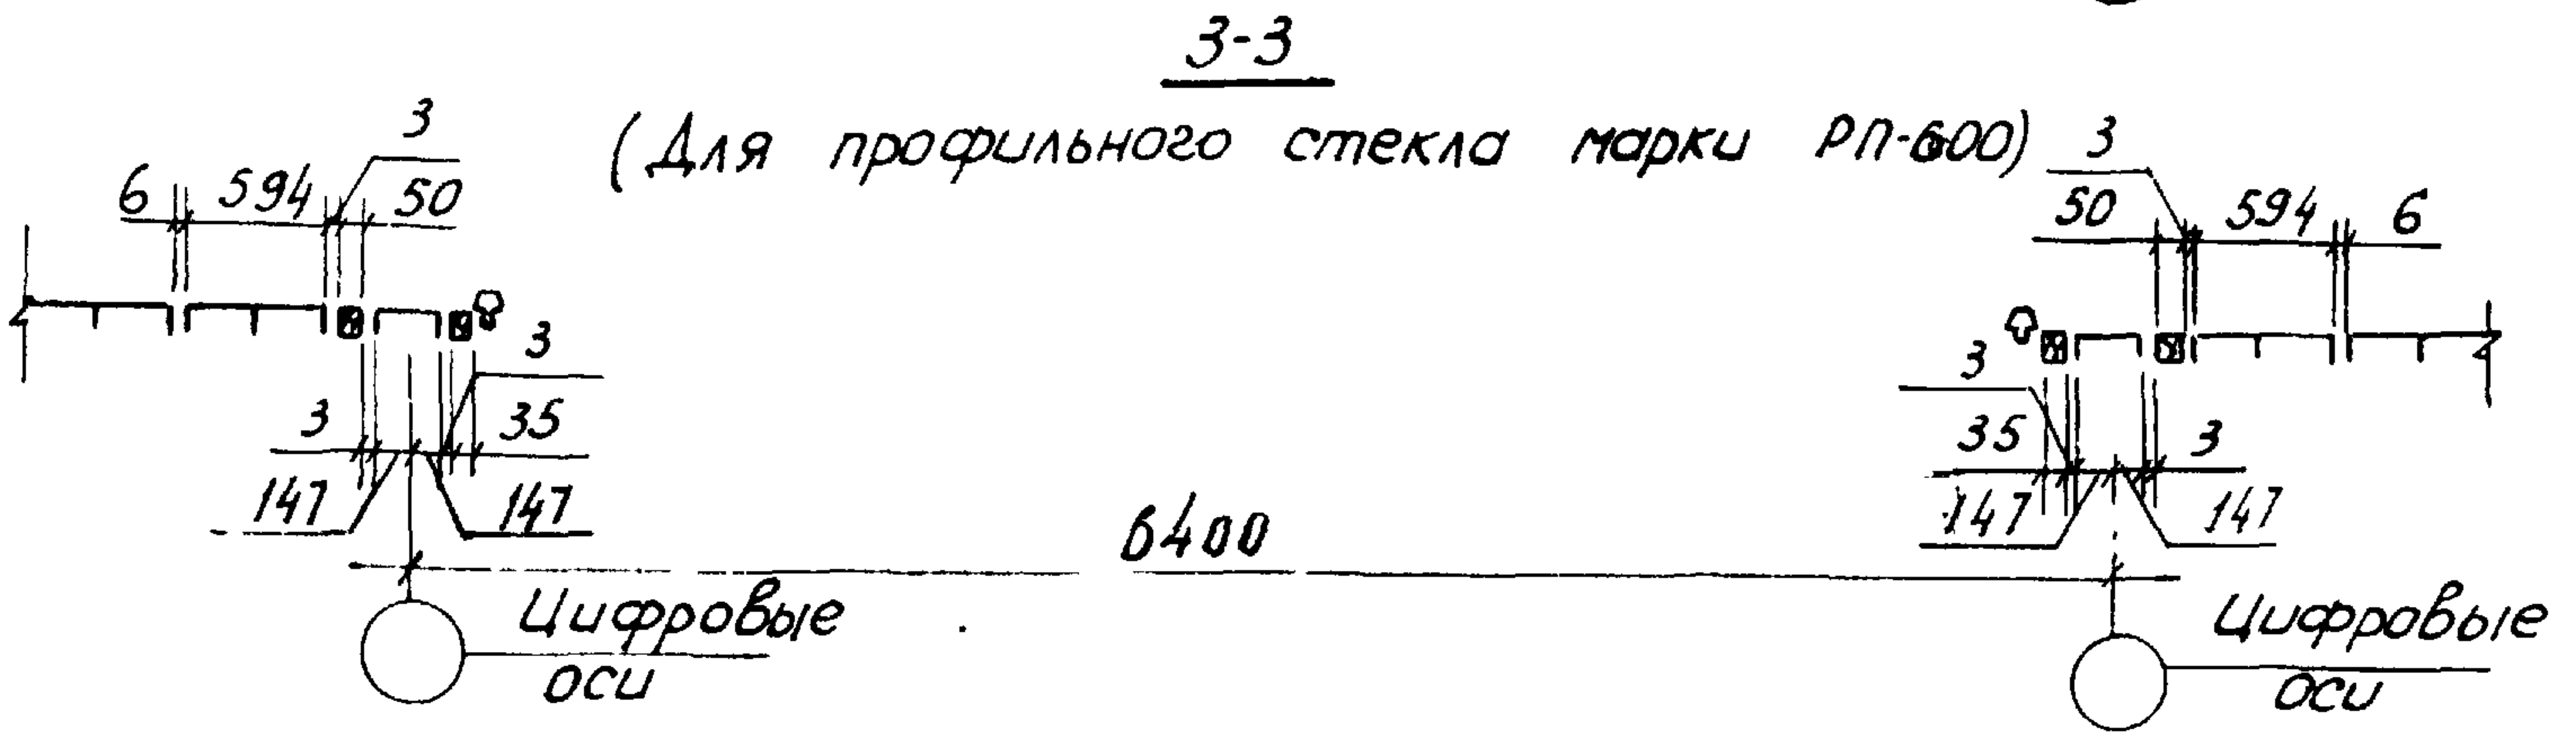 3-3
(Для профильного стекла марки РП-600)
3
6 594 50
3
50 594 6
3
3 35
147 147
3
35 3
147 147
6400
Цифровые
оси
Цифровые
оси